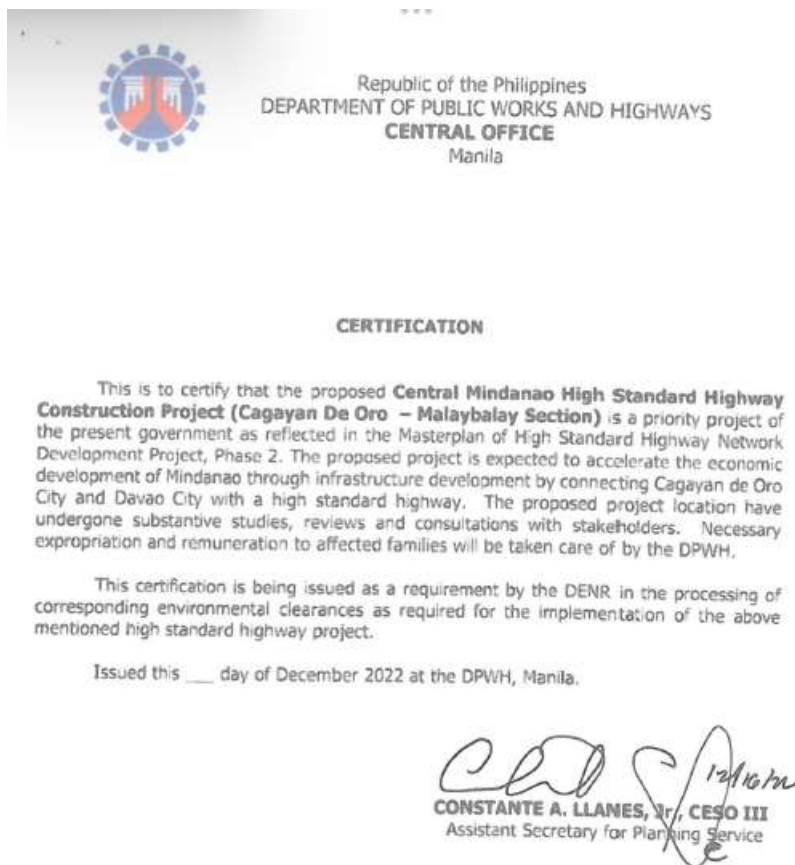 Republic of the Philippines
DEPARTMENT OF PUBLIC WORKS AND HIGHWAYS
CENTRAL OFFICE
Manila
CERTIFICATION
This is to certify that the proposed Central Mindanao High Standard Highway
Construction Project (Cagayan De Oro – Malaybalay Section) is a priority project of
the present government as reflected in the Masterplan of High Standard Highway Network
Development Project, Phase 2. The proposed project is expected to accelerate the economic
development of Mindanao through infrastructure development by connecting Cagayan de Oro
City and Davao City with a high standard highway. The proposed project location have
undergone substantive studies, reviews and consultations with stakeholders. Necessary
expropriation and remuneration to affected families will be taken care of by the DPWH.
This certification is being issued as a requirement by the DENR in the processing of
corresponding environmental clearances as required for the implementation of the above
mentioned high standard highway project.
Issued this ___ day of December 2022 at the DPWH, Manila.
12/16/22
CONSTANTE A. LLANES, Jr., CESO III
Assistant Secretary for Planning Service